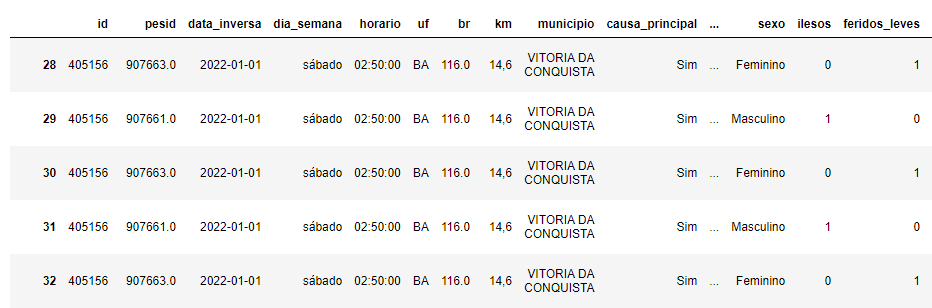 id pesid data_inversa dia_semana horario uf br km municipio causa_principal ... sexo ilesos feridos_leves
28 405156 907663.0 2022-01-01 sábado 02:50:00 BA 116.0 14,6 VITORIA DA CONQUISTA Sim ... Feminino 0 1
29 405156 907661.0 2022-01-01 sábado 02:50:00 BA 116.0 14,6 VITORIA DA CONQUISTA Sim ... Masculino 1 0
30 405156 907663.0 2022-01-01 sábado 02:50:00 BA 116.0 14,6 VITORIA DA CONQUISTA Sim ... Feminino 0 1
31 405156 907661.0 2022-01-01 sábado 02:50:00 BA 116.0 14,6 VITORIA DA CONQUISTA Sim ... Masculino 1 0
32 405156 907663.0 2022-01-01 sábado 02:50:00 BA 116.0 14,6 VITORIA DA CONQUISTA Sim ... Feminino 0 1